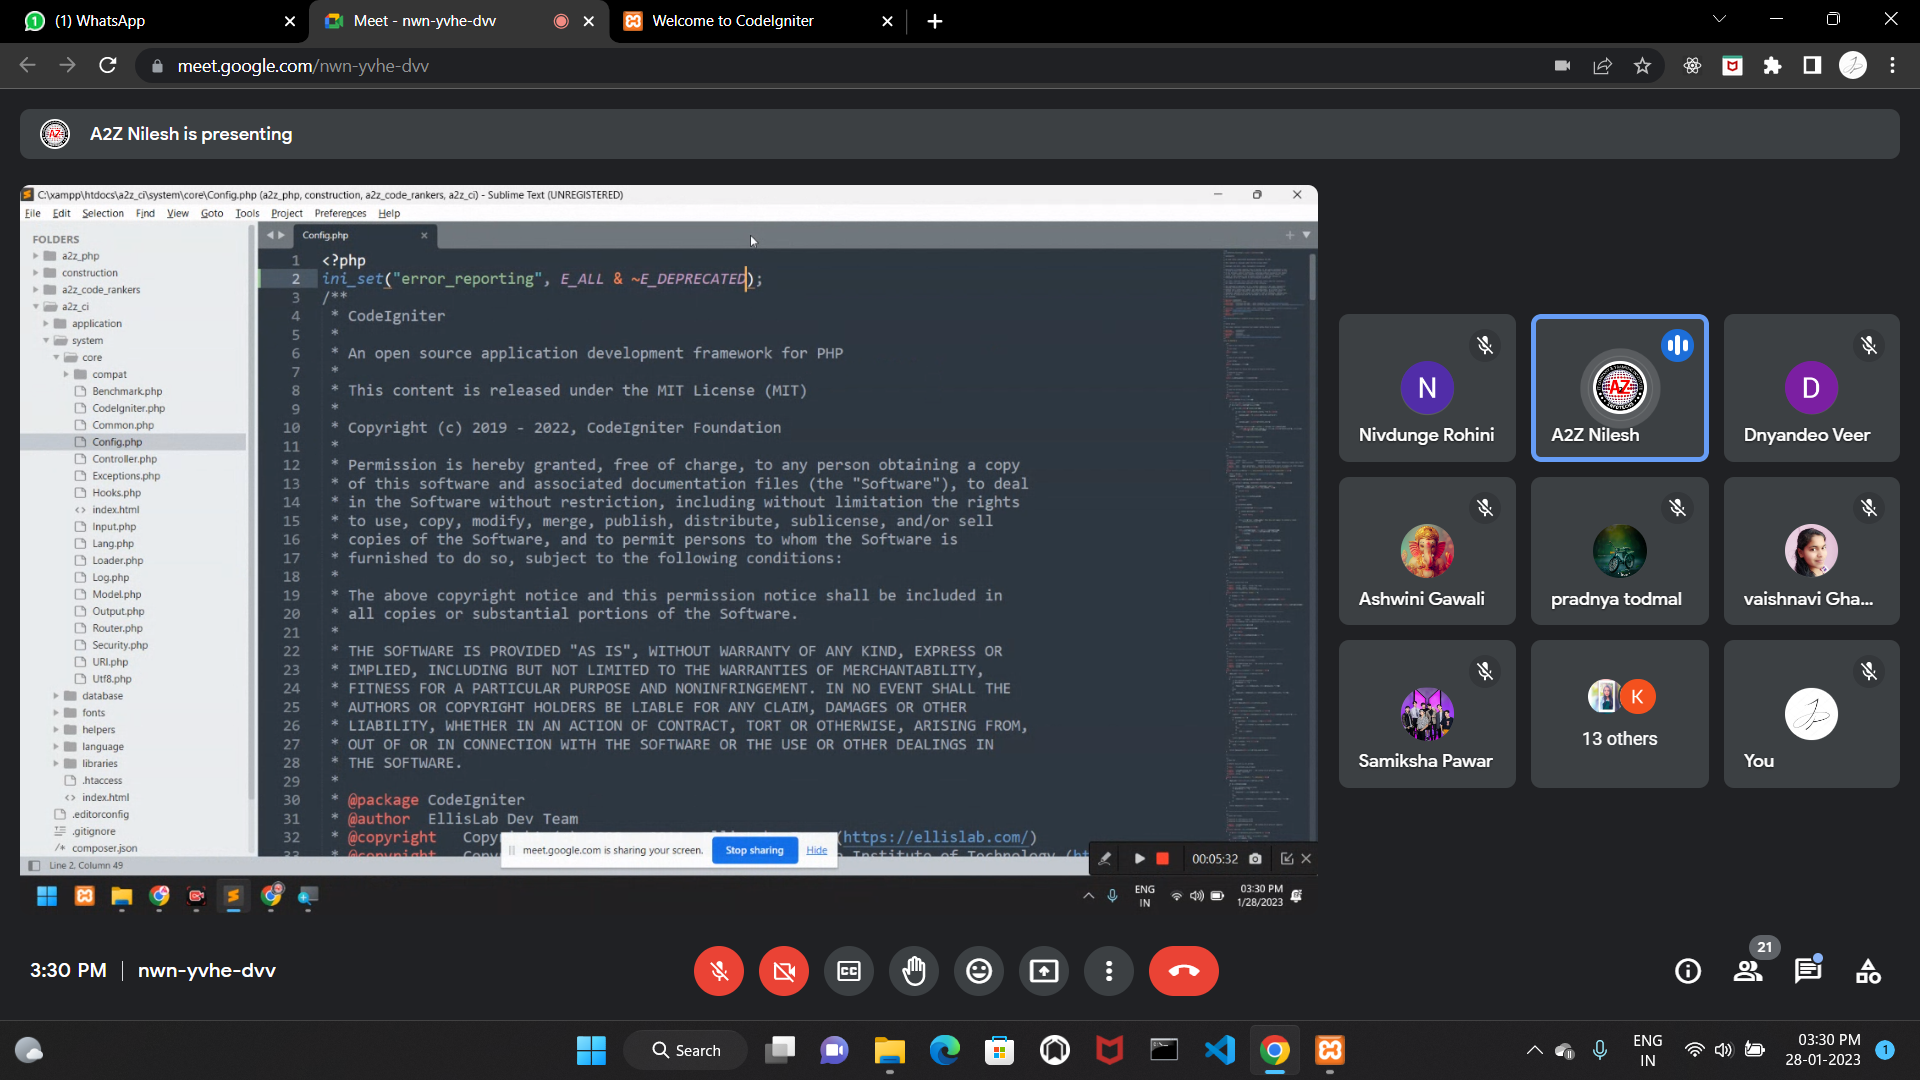 (1) WhatsApp
Meet - nwn-yvhe-dvv
Welcome to CodeIgniter
meet.google.com/nwn-yvhe-dvv
A2Z Nilesh is presenting
C:\xampp\htdocs\a2z_ci\system\core\Config.php (a2z_php, construction, a2z_code_rankers, a2z_ci) - Sublime Text (UNREGISTERED)
File Edit Selection Find View Goto Tools Project Preferences Help
FOLDERS
a2z_php
construction
a2z_code_rankers
a2z_ci
application
system
core
compat
Benchmark.php
CodeIgniter.php
Common.php
Config.php
Controller.php
Exceptions.php
Hooks.php
index.html
Input.php
Lang.php
Loader.php
Log.php
Model.php
Output.php
Router.php
Security.php
URI.php
Utf8.php
database
fonts
helpers
language
libraries
.htaccess
index.html
.editorconfig
.gitignore
composer.json
Config.php
1 <?php
2 ini_set("error_reporting", E_ALL & ~E_DEPRECATED);
3 /**
4 * CodeIgniter
5 *
6 * An open source application development framework for PHP
7 *
8 * This content is released under the MIT License (MIT)
9 *
10 * Copyright (c) 2019 - 2022, CodeIgniter Foundation
11 *
12 * Permission is hereby granted, free of charge, to any person obtaining a copy
13 * of this software and associated documentation files (the "Software"), to deal
14 * in the Software without restriction, including without limitation the rights
15 * to use, copy, modify, merge, publish, distribute, sublicense, and/or sell
16 * copies of the Software, and to permit persons to whom the Software is
17 * furnished to do so, subject to the following conditions:
18 *
19 * The above copyright notice and this permission notice shall be included in
20 * all copies or substantial portions of the Software.
21 *
22 * THE SOFTWARE IS PROVIDED "AS IS", WITHOUT WARRANTY OF ANY KIND, EXPRESS OR
23 * IMPLIED, INCLUDING BUT NOT LIMITED TO THE WARRANTIES OF MERCHANTABILITY,
24 * FITNESS FOR A PARTICULAR PURPOSE AND NONINFRINGEMENT. IN NO EVENT SHALL THE
25 * AUTHORS OR COPYRIGHT HOLDERS BE LIABLE FOR ANY CLAIM, DAMAGES OR OTHER
26 * LIABILITY, WHETHER IN AN ACTION OF CONTRACT, TORT OR OTHERWISE, ARISING FROM,
27 * OUT OF OR IN CONNECTION WITH THE SOFTWARE OR THE USE OR OTHER DEALINGS IN
28 * THE SOFTWARE.
29 *
30 * @package CodeIgniter
31 * @author EllisLab Dev Team
32 * @copyright (https://ellislab.com/)
33 * @copyright Institute of Technology
meet.google.com is sharing your screen. Stop sharing Hide
00:05:32
Line 2, Column 49
ENG
IN
03:30 PM
1/28/2023
N
Nivdunge Rohini
AZ
A2Z Nilesh
D
Dnyandeo Veer
Ashwini Gawali
pradnya todmal
vaishnavi Gha...
Samiksha Pawar
K
13 others
You
3:30 PM | nwn-yvhe-dvv
CC
21
Search
ENG
IN
03:30 PM
28-01-2023
1